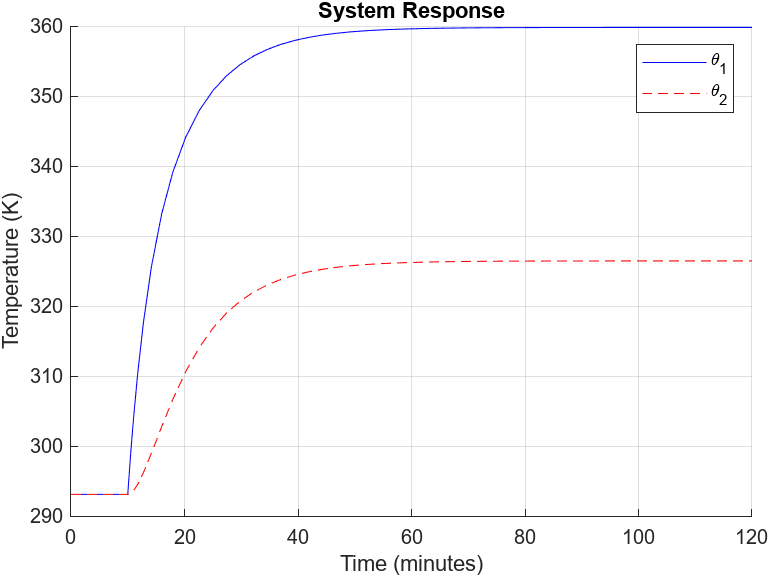 System Response
360
350
340
330
320
310
300
290
Temperature (K)
θ1
θ2
0 20 40 60 80 100 120
Time (minutes)